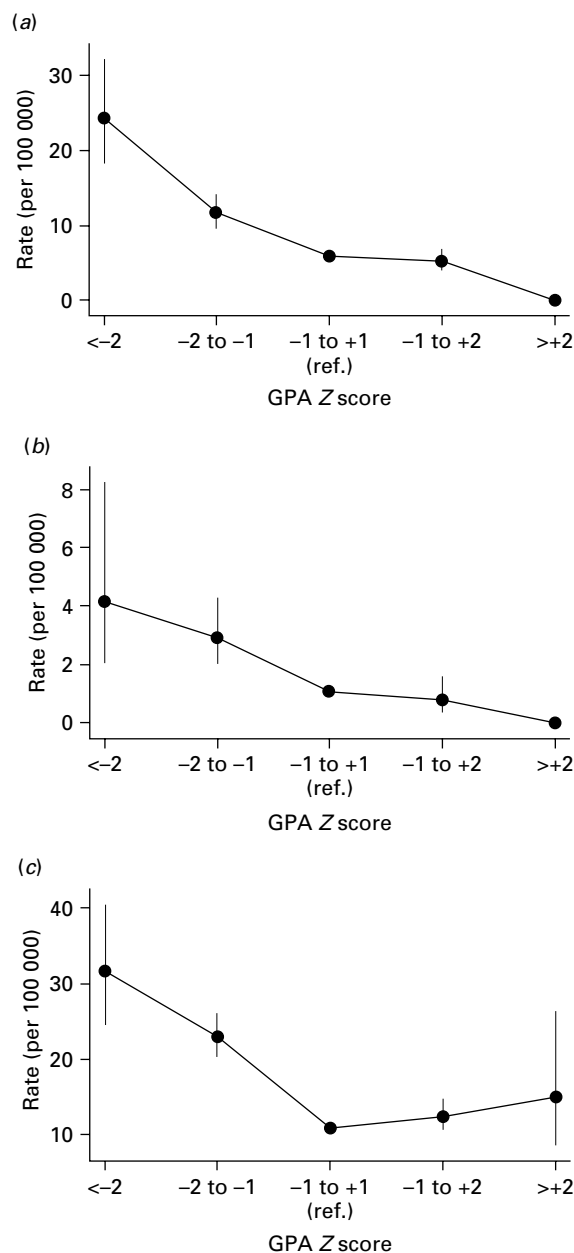 (a)
30
20
10
0
Rate (per 100 000)
<–2
–2 to –1
–1 to +1
(ref.)
–1 to +2
>+2
GPA Z score
(b)
8
6
4
2
0
Rate (per 100 000)
<–2
–2 to –1
–1 to +1
(ref.)
–1 to +2
>+2
GPA Z score
(c)
40
30
20
10
Rate (per 100 000)
<–2
–2 to –1
–1 to +1
(ref.)
–1 to +2
>+2
GPA Z score